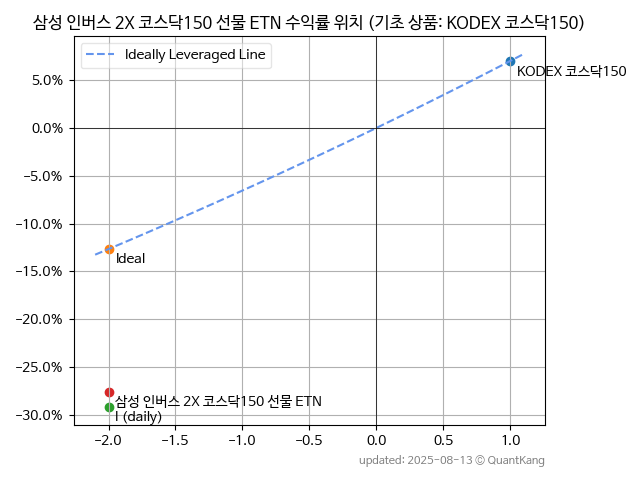 삼성 인버스 2X 코스닥150 선물 ETN 수익률 위치 (기초 상품: KODEX 코스닥150)
Ideally Leveraged Line
KODEX 코스닥150
5.0%
0.0%
−5.0%
−10.0%
Ideal
−15.0%
−20.0%
−25.0%
삼성 인버스 2X 코스닥150 선물 ETN
−30.0%
(daily)
−2.0 −1.5 −1.0 −0.5 0.0 0.5 1.0
updated: 2025-08-13 © QuantKang